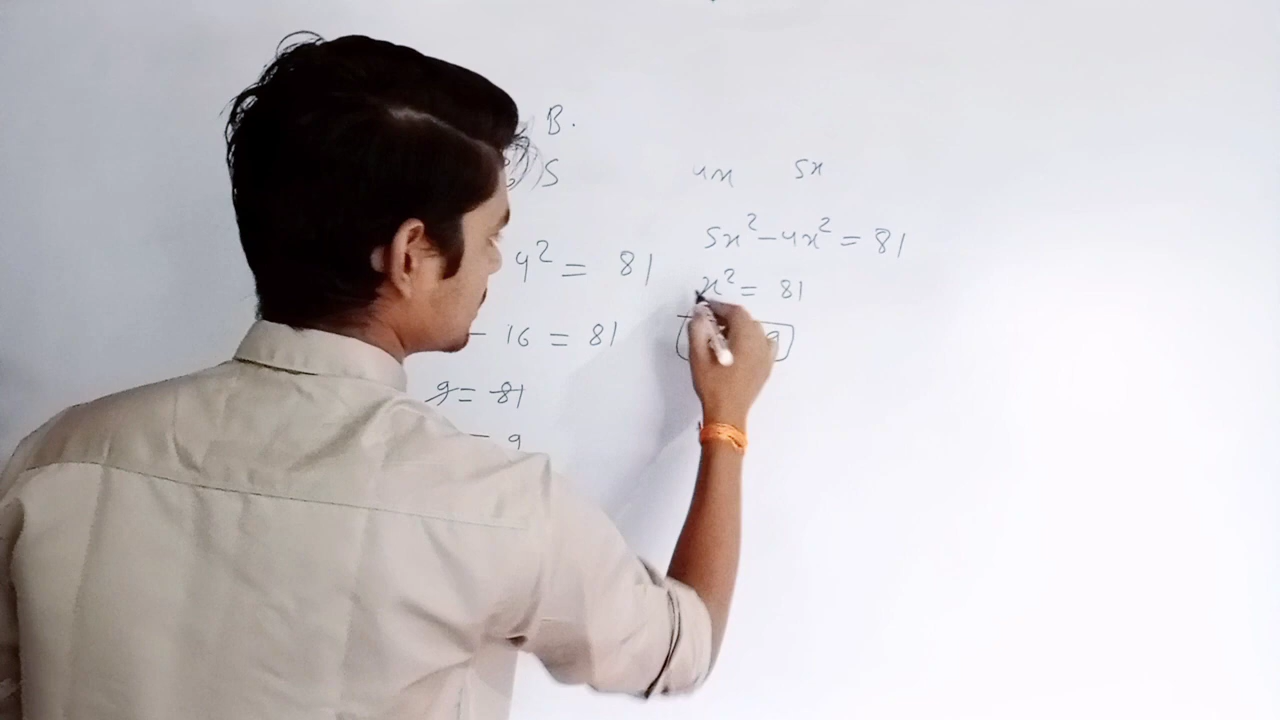 B.
S
4x 5x
4² = 81
5x² - 4x² = 81
x² = 81
- 16 = 81
9
9 = 81
= 9